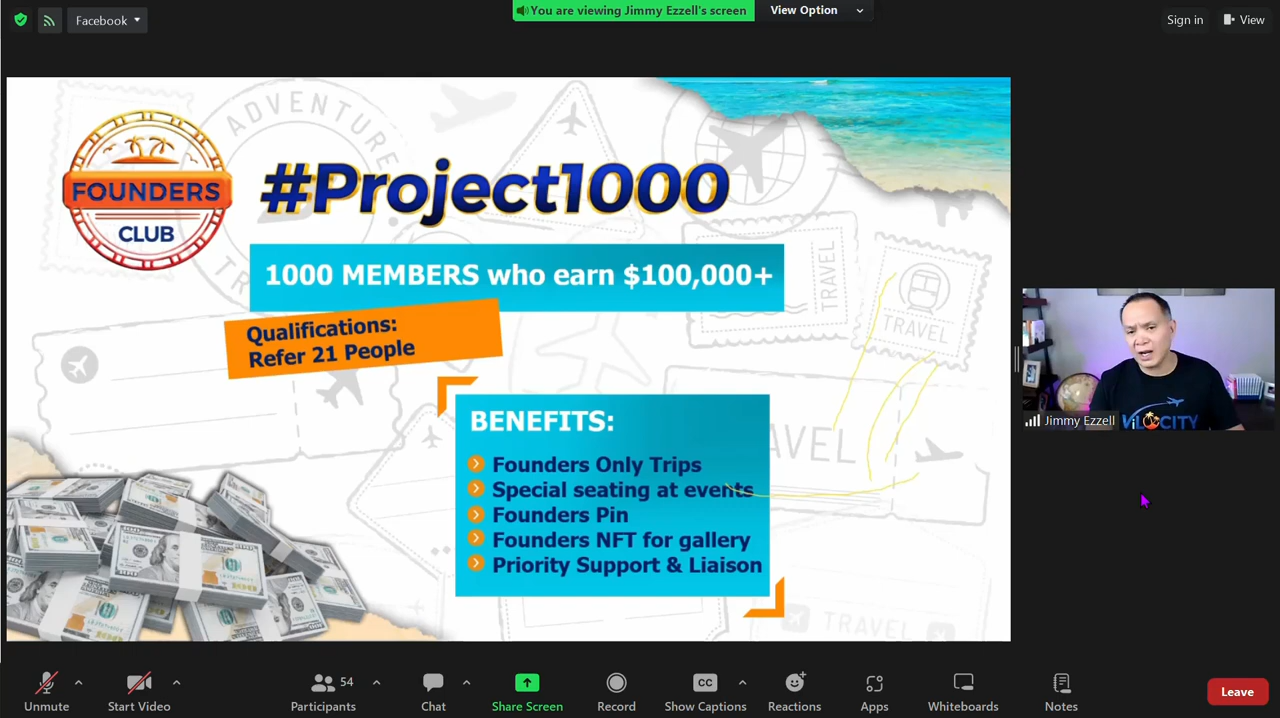 Facebook
You are viewing Jimmy Ezzell's screen
View Option
Sign in
View
ADVENTURE
FOUNDERS
CLUB
#Project1000
1000 MEMBERS who earn $100,000+
Qualifications:
Refer 21 People
TRAVEL
TRAVEL
BENEFITS:
Founders Only Trips
Special seating at events
Founders Pin
Founders NFT for gallery
Priority Support & Liaison
TRAVEL
Jimmy Ezzell
Unmute
Start Video
54
Participants
Chat
Share Screen
Record
CC
Show Captions
Reactions
Apps
Whiteboards
Notes
Leave